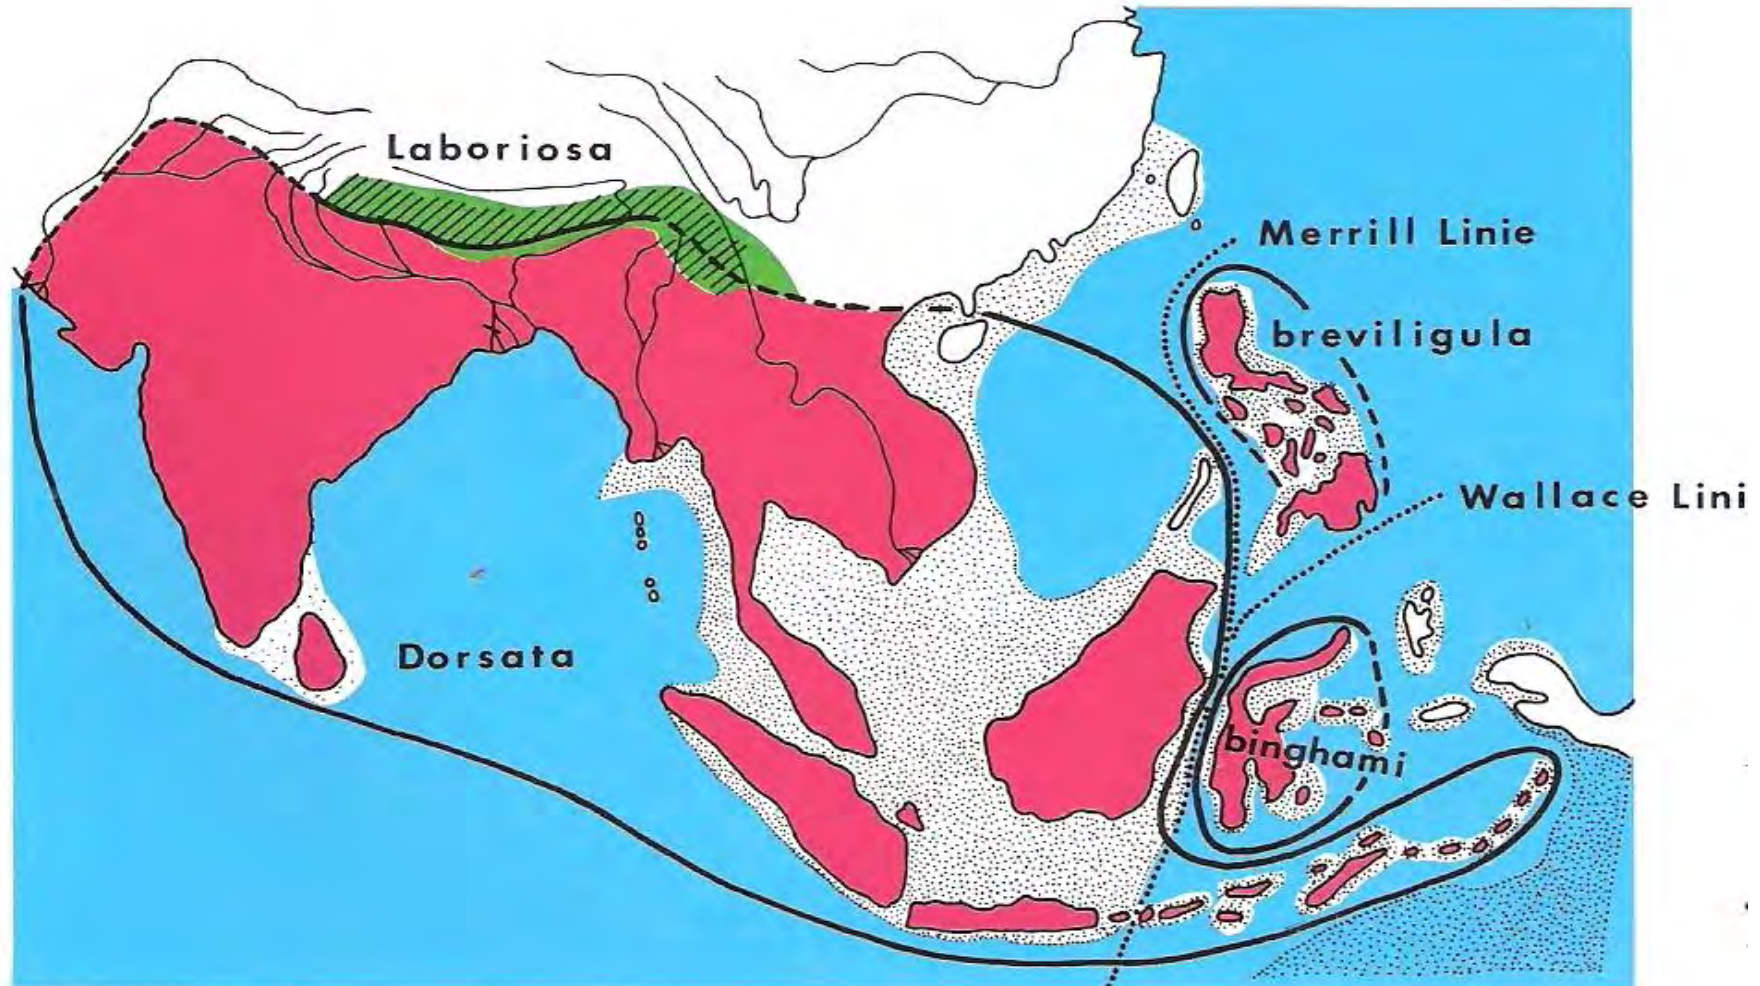 Laboriosa
Merrill Linie
breviligula
Wallace Lini
Dorsata
binghami